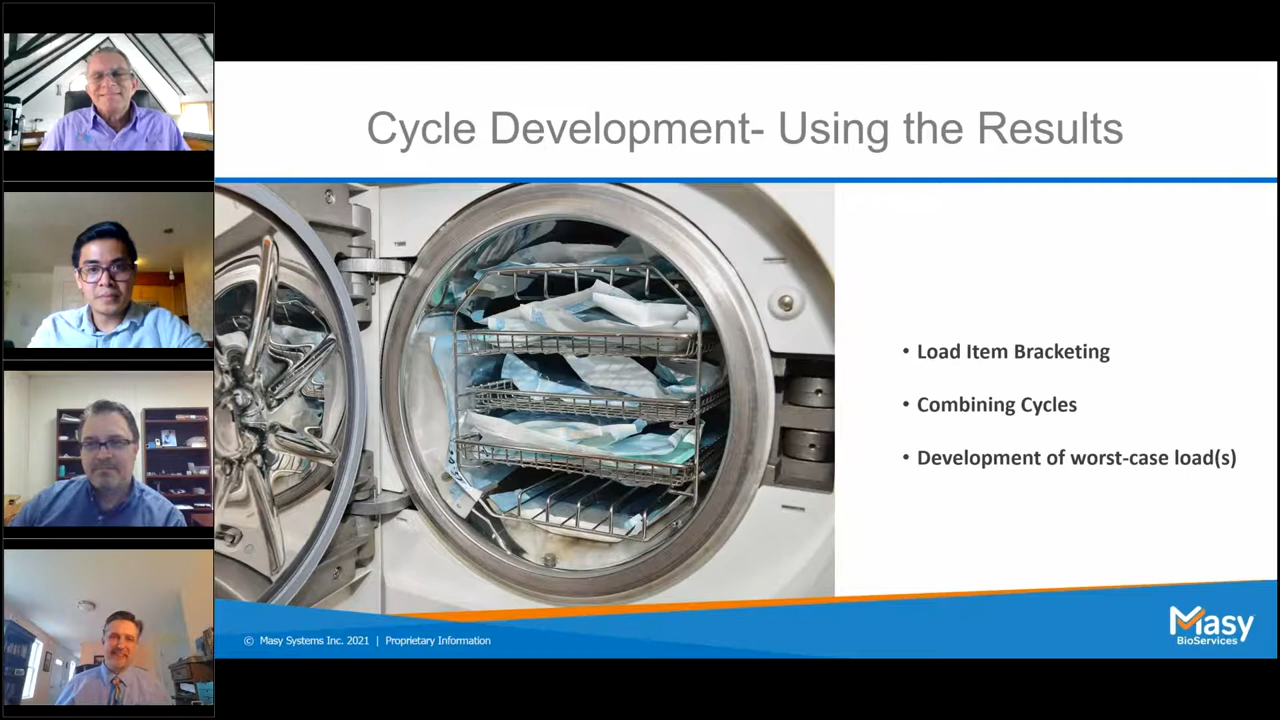 Cycle Development- Using the Results
• Load Item Bracketing
• Combining Cycles
• Development of worst-case load(s)
© Masy Systems Inc. 2021 | Proprietary Information
Masy
BioServices